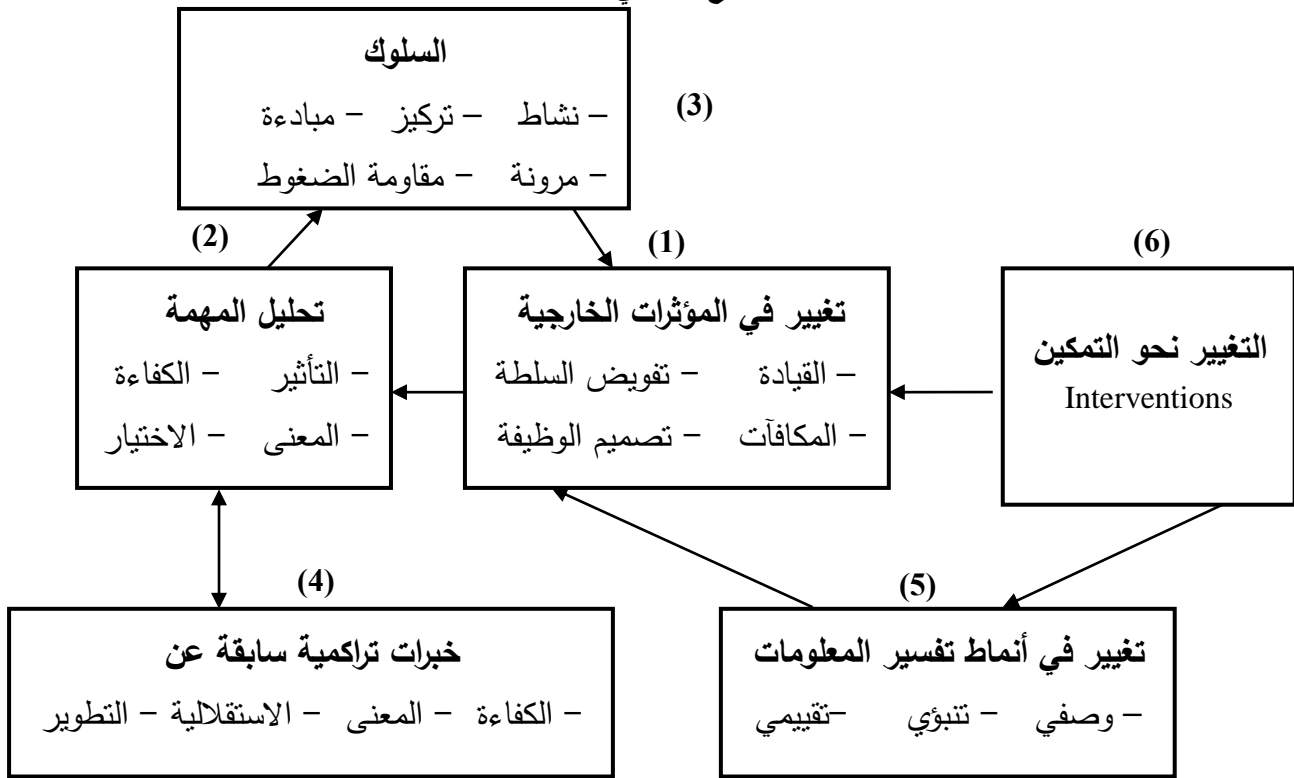 السلوك
– نشاط – تركيز – مبادءة
– مرونة – مقاومة الضغوط
(3)
(2)
(1)
(6)
تحليل المهمة
– التأثير – الكفاءة
– المعنى – الاختيار
تغيير في المؤثرات الخارجية
– القيادة – تفويض السلطة
– المكافآت – تصميم الوظيفة
التغيير نحو التمكين
Interventions
(4)
(5)
خبرات تراكمية سابقة عن
– الكفاءة – المعنى – الاستقلالية – التطوير
تغيير في أنماط تفسير المعلومات
– وصفي – تنبؤي –تقييمي